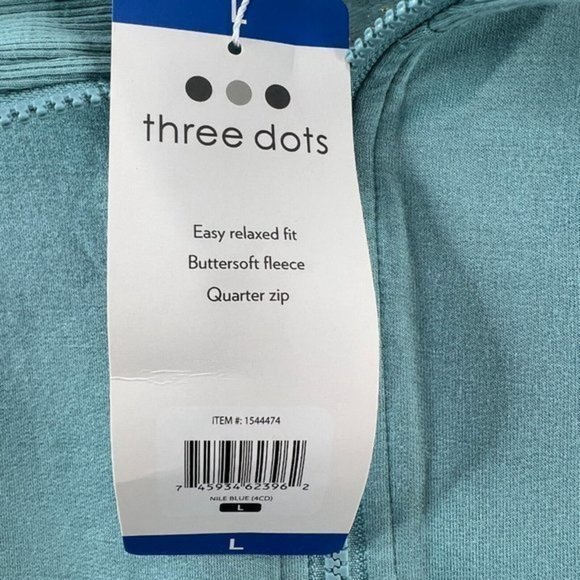 three dots
Easy relaxed fit
Buttersoft fleece
Quarter zip
ITEM #: 1544474
7 45934 62396 2
NILE BLUE (4CD)
L
L